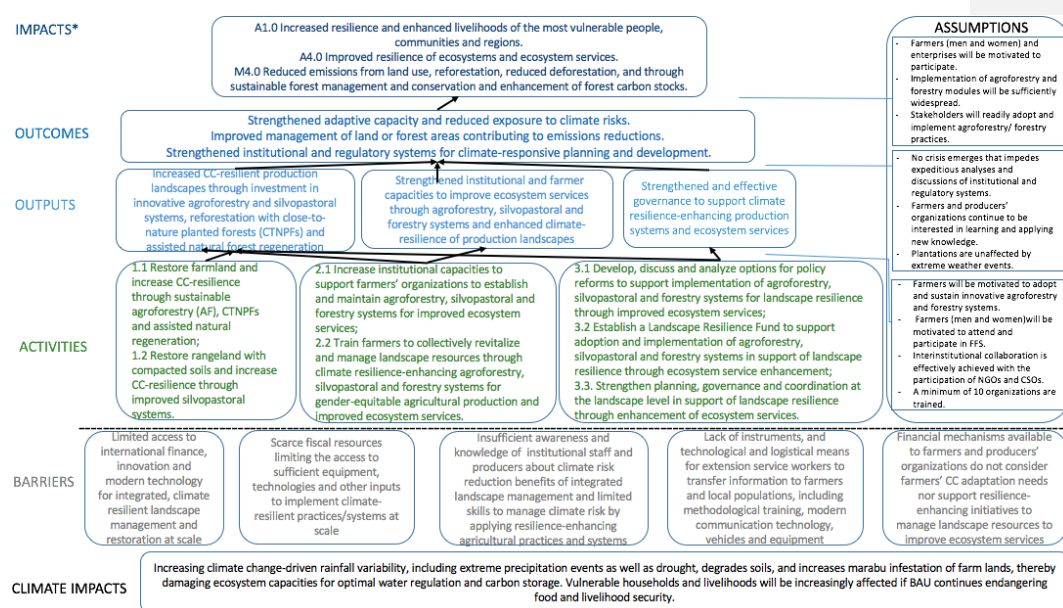 IMPACTS*
A1.0 Increased resilience and enhanced livelihoods of the most vulnerable people,
communities and regions.
A4.0 Improved resilience of ecosystems and ecosystem services.
M4.0 Reduced emissions from land use, reforestation, reduced deforestation, and through
sustainable forest management and conservation and enhancement of forest carbon stocks.
OUTCOMES
Strengthened adaptive capacity and reduced exposure to climate risks.
Improved management of land or forest areas contributing to emissions reductions.
Strengthened institutional and regulatory systems for climate-responsive planning and development.
OUTPUTS
Increased CC-resilient production
landscapes through investment in
innovative agroforestry and silvopastoral
systems, reforestation with close-to-
nature planted forests (CTNPFs) and
assisted natural forest regeneration
Strengthened institutional and farmer
capacities to improve ecosystem services
through agroforestry, silvopastoral and
forestry systems and enhanced climate-
resilience of production landscapes
Strengthened and effective
governance to support climate
resilience-enhancing production
systems and ecosystem services
ACTIVITIES
1.1 Restore farmland and
increase CC-resilience
through sustainable
agroforestry (AF), CTNPFs
and assisted natural
regeneration;
1.2 Restore rangeland with
compacted soils and increase
CC-resilience through
improved silvopastoral
systems.
2.1 Increase institutional capacities to
support farmers' organizations to establish
and maintain agroforestry, silvopastoral and
forestry systems for improved ecosystem
services;
2.2 Train farmers to collectively revitalize
and manage landscape resources through
climate resilience-enhancing agroforestry,
silvopastoral and forestry systems for
gender-equitable agricultural production
and improved ecosystem services.
3.1 Develop, discuss and analyze options for policy
reforms to support implementation of agroforestry,
silvopastoral and forestry systems for landscape resilience
through improved ecosystem services;
3.2 Establish a Landscape Resilience Fund to support
adoption and implementation of agroforestry,
silvopastoral and forestry systems in support of landscape
resilience through ecosystem service enhancement;
3.3. Strengthen planning, governance and coordination at
the landscape level in support of landscape resilience
through enhancement of ecosystem services.
ASSUMPTIONS
- Farmers (men and women) and
enterprises will be motivated to
participate.
- Implementation of agroforestry and
forestry modules will be sufficiently
widespread.
- Stakeholders will readily adopt and
implement agroforestry/ forestry
practices.
- No crisis emerges that impedes
expeditious analyses and
discussions of institutional and
regulatory systems.
- Farmers and producers'
organizations continue to be
interested in learning and applying
new knowledge.
- Plantations are unaffected by
extreme weather events.
- Farmers will be motivated to adopt
and sustain innovative agroforestry
and forestry systems.
- Farmers (men and women)will be
motivated to attend and
participate in FFS.
- Interinstitutional collaboration is
effectively achieved with the
participation of NGOs and CSOs.
- A minimum of 10 organizations are
trained.
BARRIERS
Limited access to
international finance,
innovation and
modern technology
for integrated, climate
resilient landscape
management and
restoration at scale
Scarce fiscal resources
limiting the access to
sufficient equipment,
technologies and other inputs
to implement climate-
resilient practices/systems at
scale
Insufficient awareness and
knowledge of institutional staff and
producers about climate risk
reduction benefits of integrated
landscape management and limited
skills to manage climate risk by
applying resilience-enhancing
agricultural practices and systems
Lack of instruments, and
technological and logistical means
for extension service workers to
transfer information to farmers
and local populations, including
methodological training, modern
communication technology,
vehicles and equipment
Financial mechanisms available
to farmers and producers'
organizations do not consider
farmers' CC adaptation needs
nor support resilience-
enhancing initiatives to
manage landscape resources to
improve ecosystem services
CLIMATE IMPACTS
Increasing climate change-driven rainfall variability, including extreme precipitation events as well as drought, degrades soils, and increases marabu infestation of farm lands, thereby
damaging ecosystem capacities for optimal water regulation and carbon storage. Vulnerable households and livelihoods will be increasingly affected if BAU continues endangering
food and livelihood security.